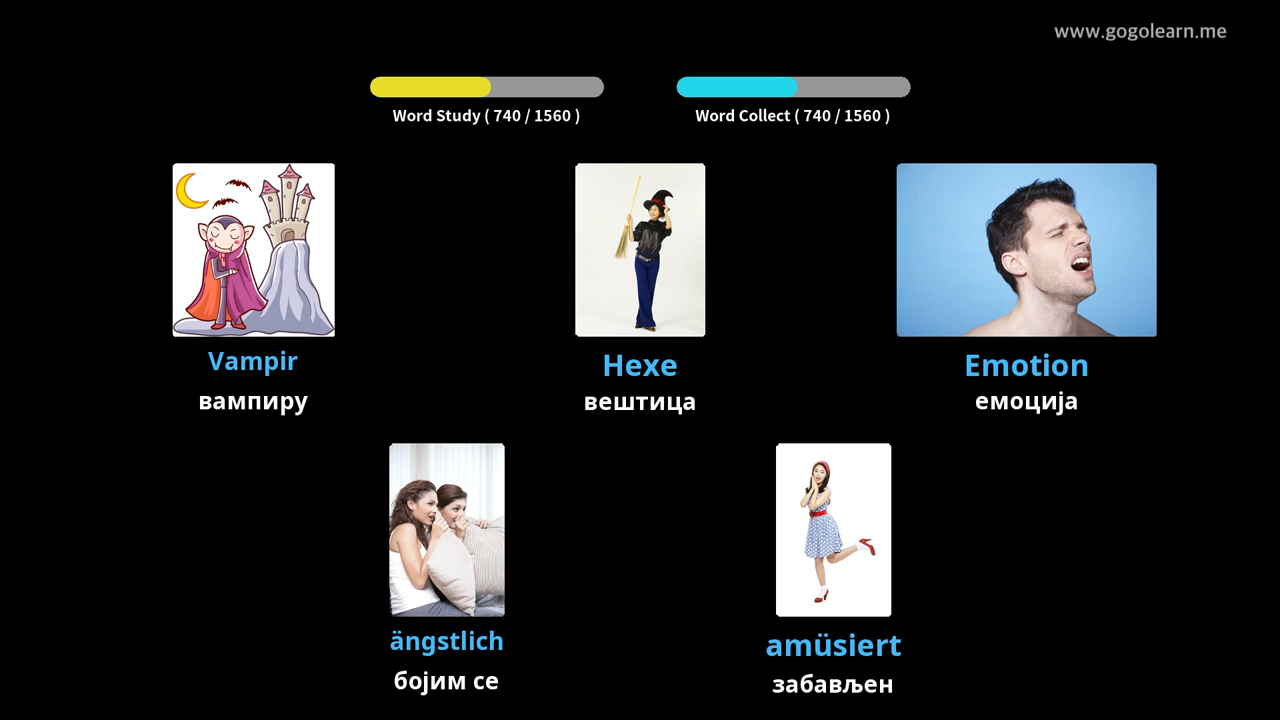 www.gogolearn.me
Word Study ( 740 / 1560 )
Word Collect ( 740 / 1560 )
Vampir
вампиру
Hexe
вештица
Emotion
емоција
ängstlich
бојим се
amüsiert
забављен